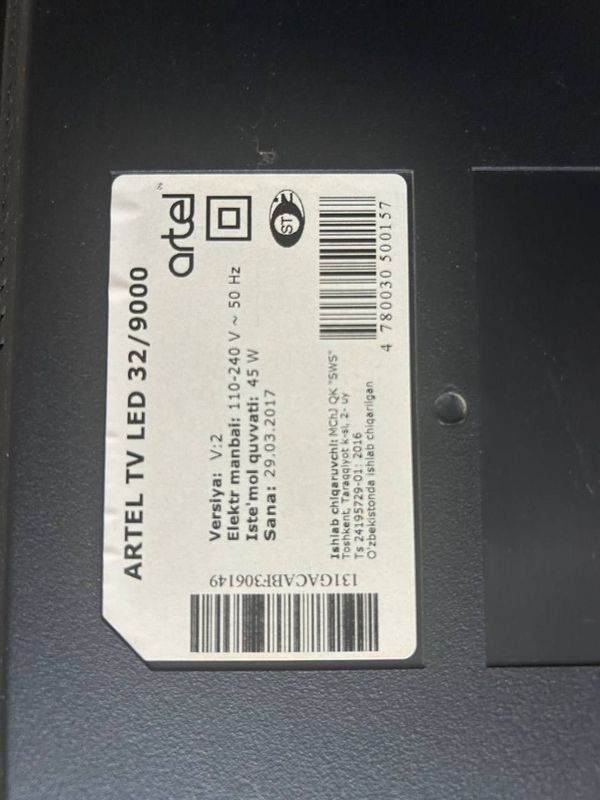 ARTEL TV LED 32/9000
artel
Versiya: V:2
Elektr manbai: 110-240 V ~ 50 Hz
Iste'mol quvvati: 45 W
Sana: 29.03.2017
ST
Ishlab chiqaruvchi: MChJ QK "SWS"
Toshkent, Taraqqiyot k-si, 2- uy
Ts 24195729-01: 2016
O'zbekistonda ishlab chiqarilgan
4 780030 500157
I31GACABF306149